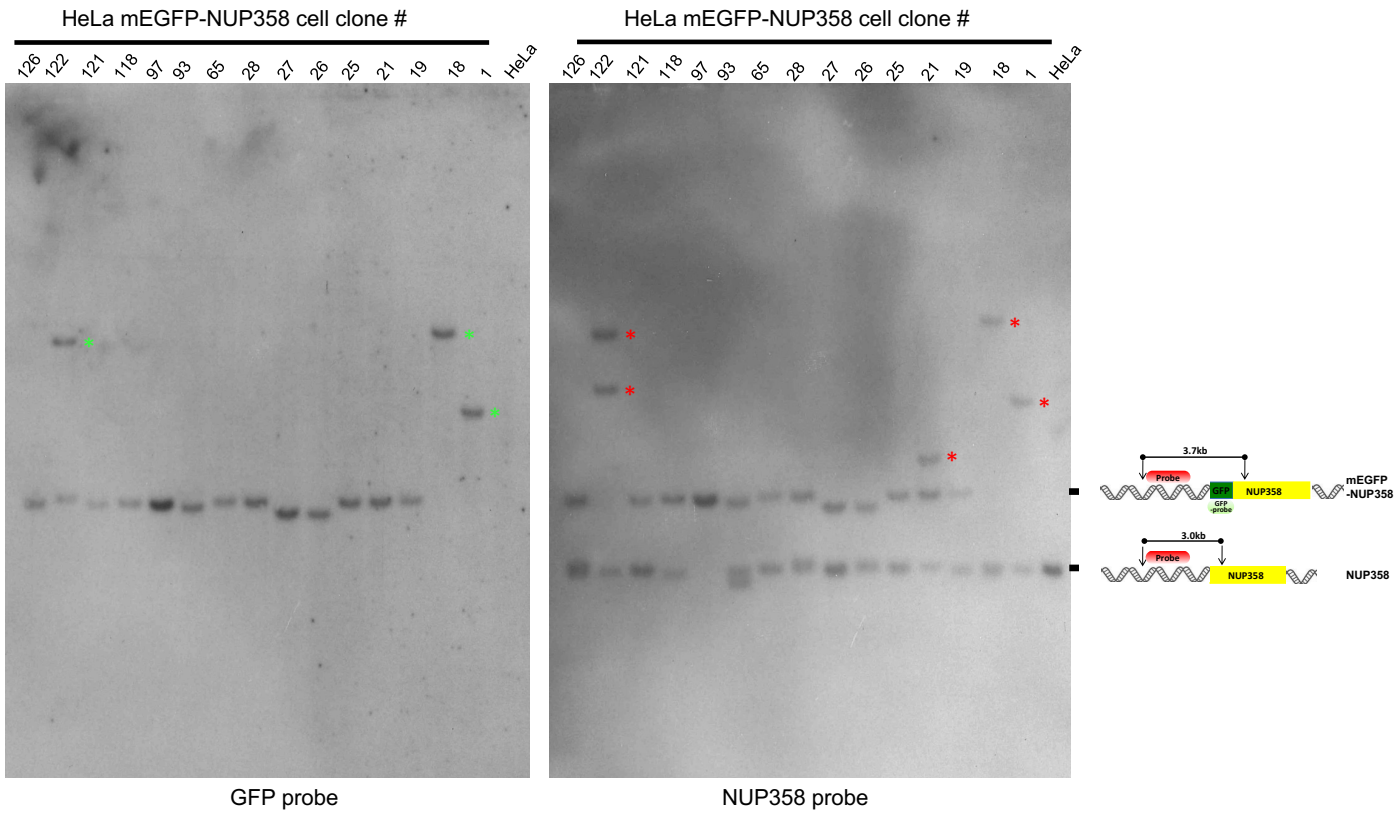 HeLa mEGFP-NUP358 cell clone #
126 122 121 118 97 93 65 28 27 26 25 21 19 18 1 HeLa
* * *
GFP probe
HeLa mEGFP-NUP358 cell clone #
126 122 121 118 97 93 65 28 27 26 25 21 19 18 1 HeLa
* *
* *
*
NUP358 probe
3.7kb
Probe
GFP NUP358
GFP
-probe
mEGFP
-NUP358
3.0kb
Probe
NUP358
NUP358